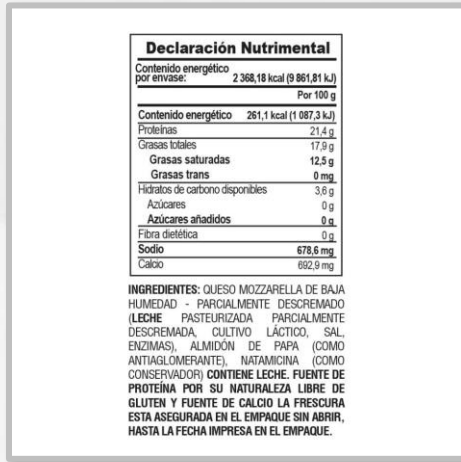 Declaración Nutrimental
Contenido energético
por envase: 2 368,18 kcal (9 861,81 kJ)
Por 100 g
Contenido energético 261,1 kcal (1 087,3 kJ)
Proteínas 21,4 g
Grasas totales 17,9 g
Grasas saturadas 12,5 g
Grasas trans 0 mg
Hidratos de carbono disponibles 3,6 g
Azúcares 0 g
Azúcares añadidos 0 g
Fibra dietética 0 g
Sodio 678,6 mg
Calcio 692,9 mg
INGREDIENTES: QUESO MOZZARELLA DE BAJA
HUMEDAD - PARCIALMENTE DESCREMADO
(LECHE PASTEURIZADA PARCIALMENTE
DESCREMADA, CULTIVO LÁCTICO, SAL,
ENZIMAS), ALMIDÓN DE PAPA (COMO
ANTIAGLOMERANTE), NATAMICINA (COMO
CONSERVADOR) CONTIENE LECHE. FUENTE DE
PROTEÍNA POR SU NATURALEZA LIBRE DE
GLUTEN Y FUENTE DE CALCIO LA FRESCURA
ESTA ASEGURADA EN EL EMPAQUE SIN ABRIR,
HASTA LA FECHA IMPRESA EN EL EMPAQUE.